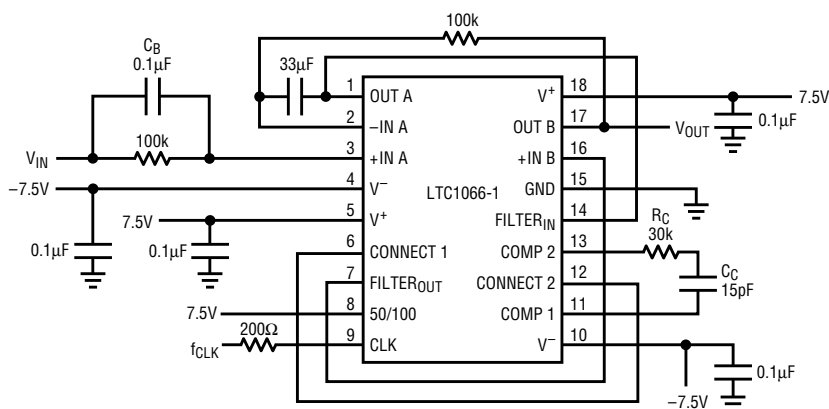 100k
C_B
0.1µF
33µF
1 OUT A V⁺ 18 7.5V
0.1µF
2 –IN A OUT B 17 V_OUT
100k
V_IN 3 +IN A +IN B 16
–7.5V 4 V⁻ LTC1066-1 GND 15
7.5V 5 V⁺ FILTER_IN 14
R_C
30k
0.1µF 0.1µF
6 CONNECT 1 COMP 2 13
7 FILTER_OUT CONNECT 2 12
C_C
15pF
7.5V 8 50/100 COMP 1 11
200Ω
f_CLK 9 CLK V⁻ 10
0.1µF
–7.5V